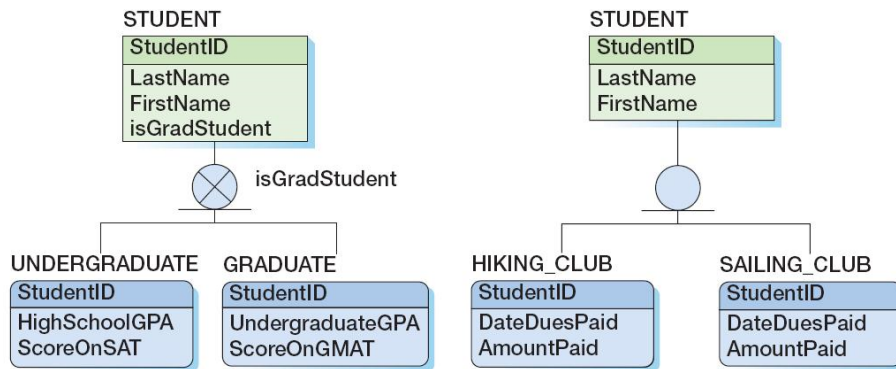 STUDENT
StudentID
LastName
FirstName
isGradStudent
isGradStudent
UNDERGRADUATE
StudentID
HighSchoolGPA
ScoreOnSAT
GRADUATE
StudentID
UndergraduateGPA
ScoreOnGMAT
STUDENT
StudentID
LastName
FirstName
HIKING_CLUB
StudentID
DateDuesPaid
AmountPaid
SAILING_CLUB
StudentID
DateDuesPaid
AmountPaid